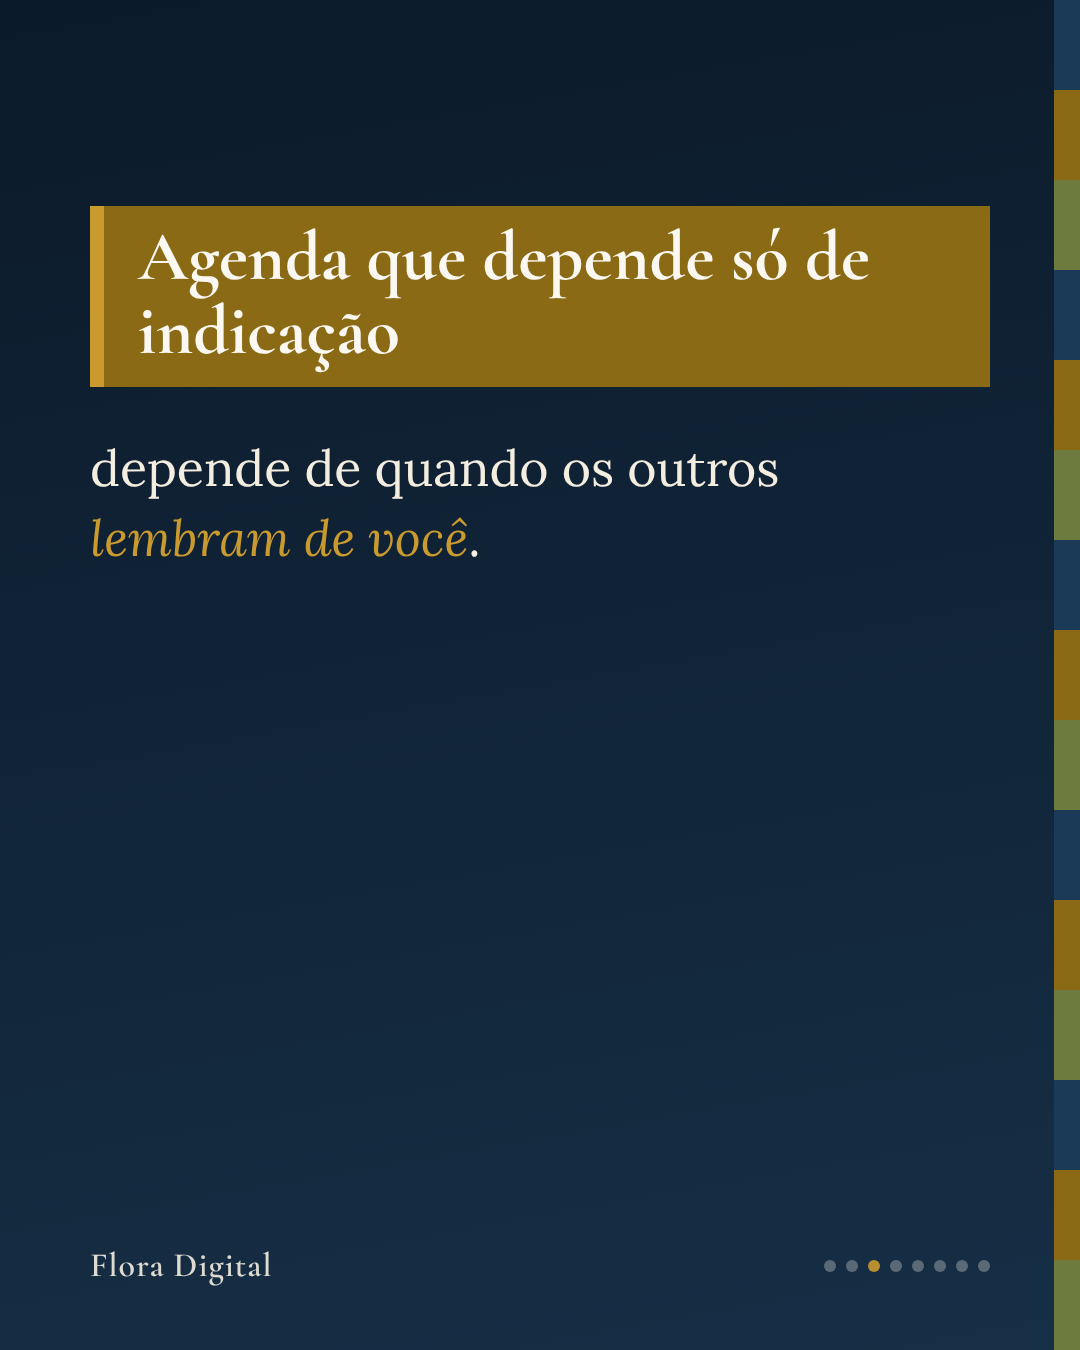 Agenda que depende só de
indicação
depende de quando os outros
lembram de você.
Flora Digital